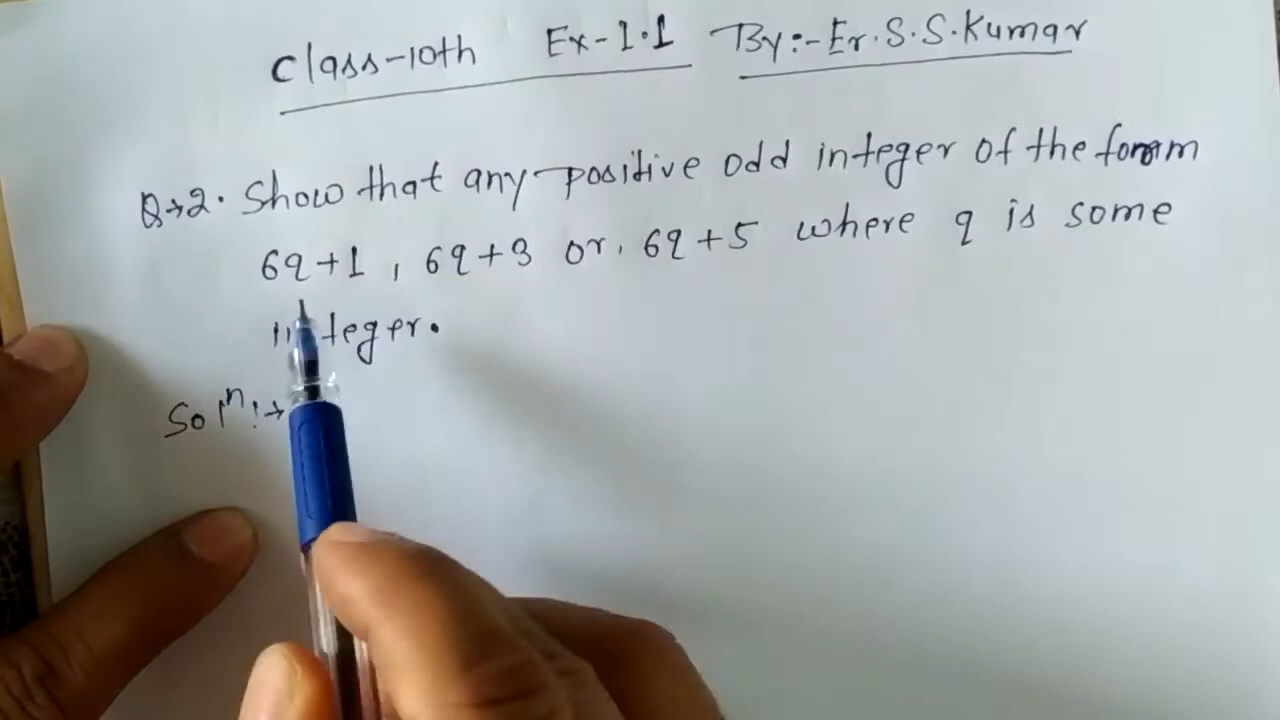 Class-10th Ex-1.1 By:-Er.S.S.Kumar
Q→2. Show that any positive odd integer of the form
6q+1, 6q+3 or, 6q+5 where q is some
integer.
Solⁿ:→